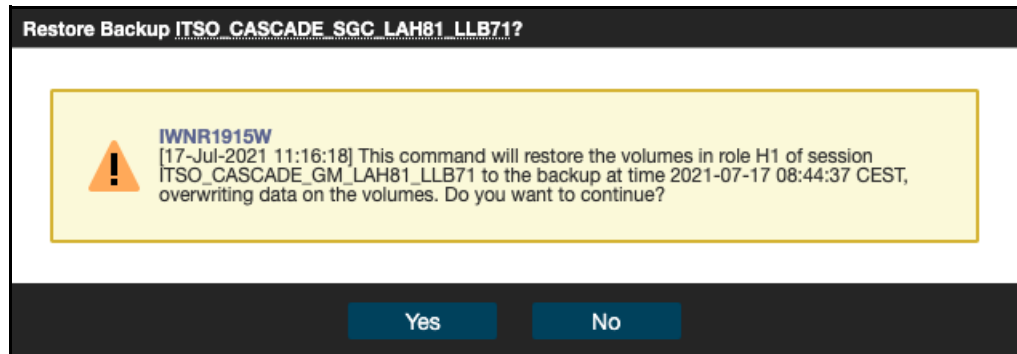 Restore Backup ITSO_CASCADE_SGC_LAH81_LLB71?
IWNR1915W
[17-Jul-2021 11:16:18] This command will restore the volumes in role H1 of session
ITSO_CASCADE_GM_LAH81_LLB71 to the backup at time 2021-07-17 08:44:37 CEST,
overwriting data on the volumes. Do you want to continue?
Yes
No